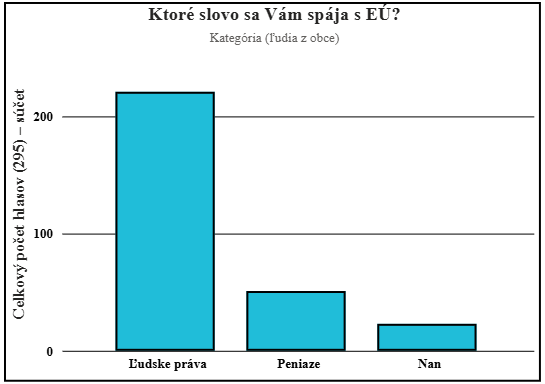 Ktoré slovo sa Vám spája s EÚ?
Kategória (ľudia z obce)
Celkový počet hlasov (295) – súčet
200
100
0
Ľudske práva
Peniaze
Nan